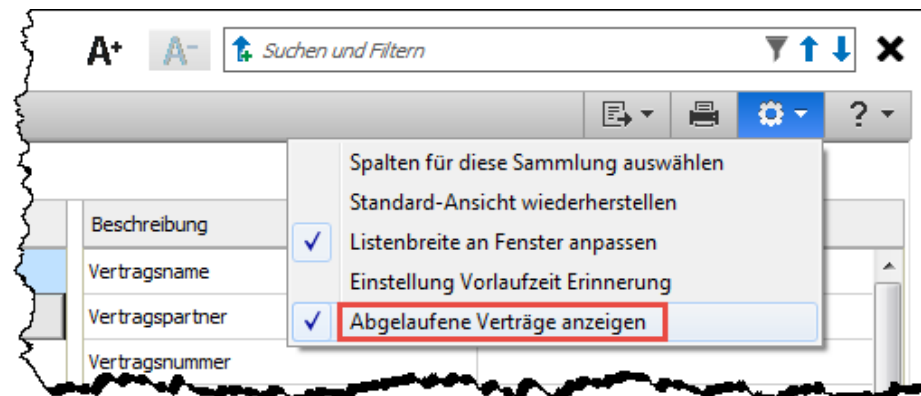 A+ A- Suchen und Filtern
?
Spalten für diese Sammlung auswählen
Standard-Ansicht wiederherstellen
Beschreibung
Listenbreite an Fenster anpassen
Vertragsname
Einstellung Vorlaufzeit Erinnerung
Vertragspartner
Abgelaufene Verträge anzeigen
Vertragsnummer